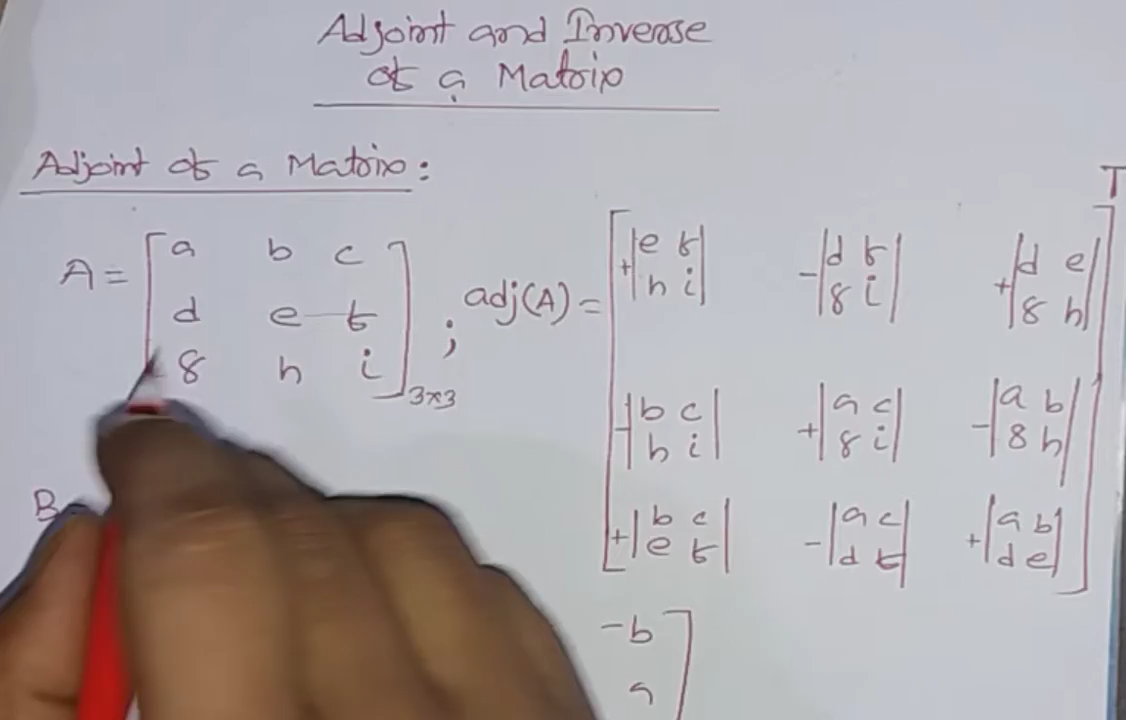 Adjoint and Inverse
of a Matrix
Adjoint of a Matrix:
A = [a b c
d e f
g h i]3×3 ; adj(A) = [+|e f
h i| -|d f
g i| +|d e
g h|
-|b c
h i| +|a c
g i| -|a b
g h|
+|b c
e f| -|a c
d f| +|a b
d e|]T
B
-b
a]